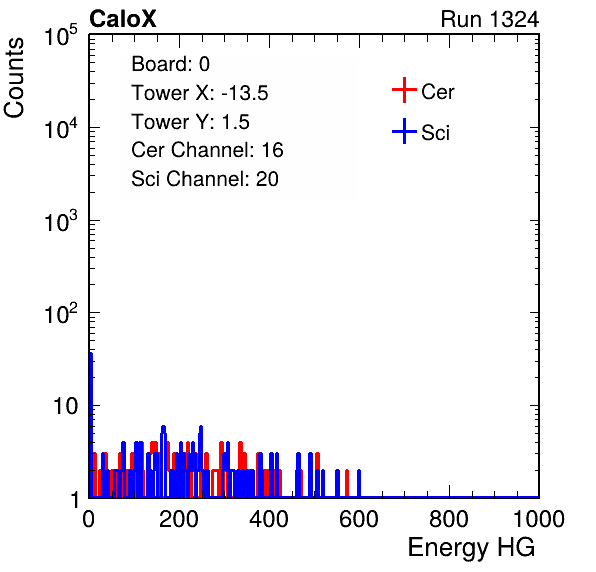 CaloX Run 1324
Counts
10^5
10^4
10^3
10^2
10
1
Board: 0
Tower X: -13.5
Tower Y: 1.5
Cer Channel: 16
Sci Channel: 20
Cer
Sci
0 200 400 600 800 1000
Energy HG